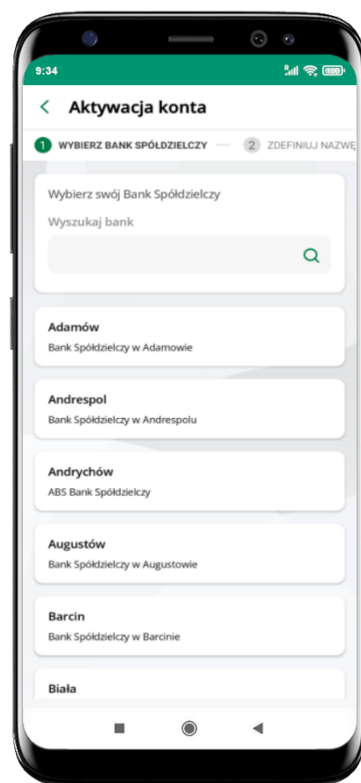 9:34
Aktywacja konta
1 WYBIERZ BANK SPÓŁDZIELCZY 2 ZDEFINIUJ NAZWĘ
Wybierz swój Bank Spółdzielczy
Wyszukaj bank
Adamów
Bank Spółdzielczy w Adamowie
Andrespol
Bank Spółdzielczy w Andrespolu
Andrychów
ABS Bank Spółdzielczy
Augustów
Bank Spółdzielczy w Augustowie
Barcin
Bank Spółdzielczy w Barcinie
Biała